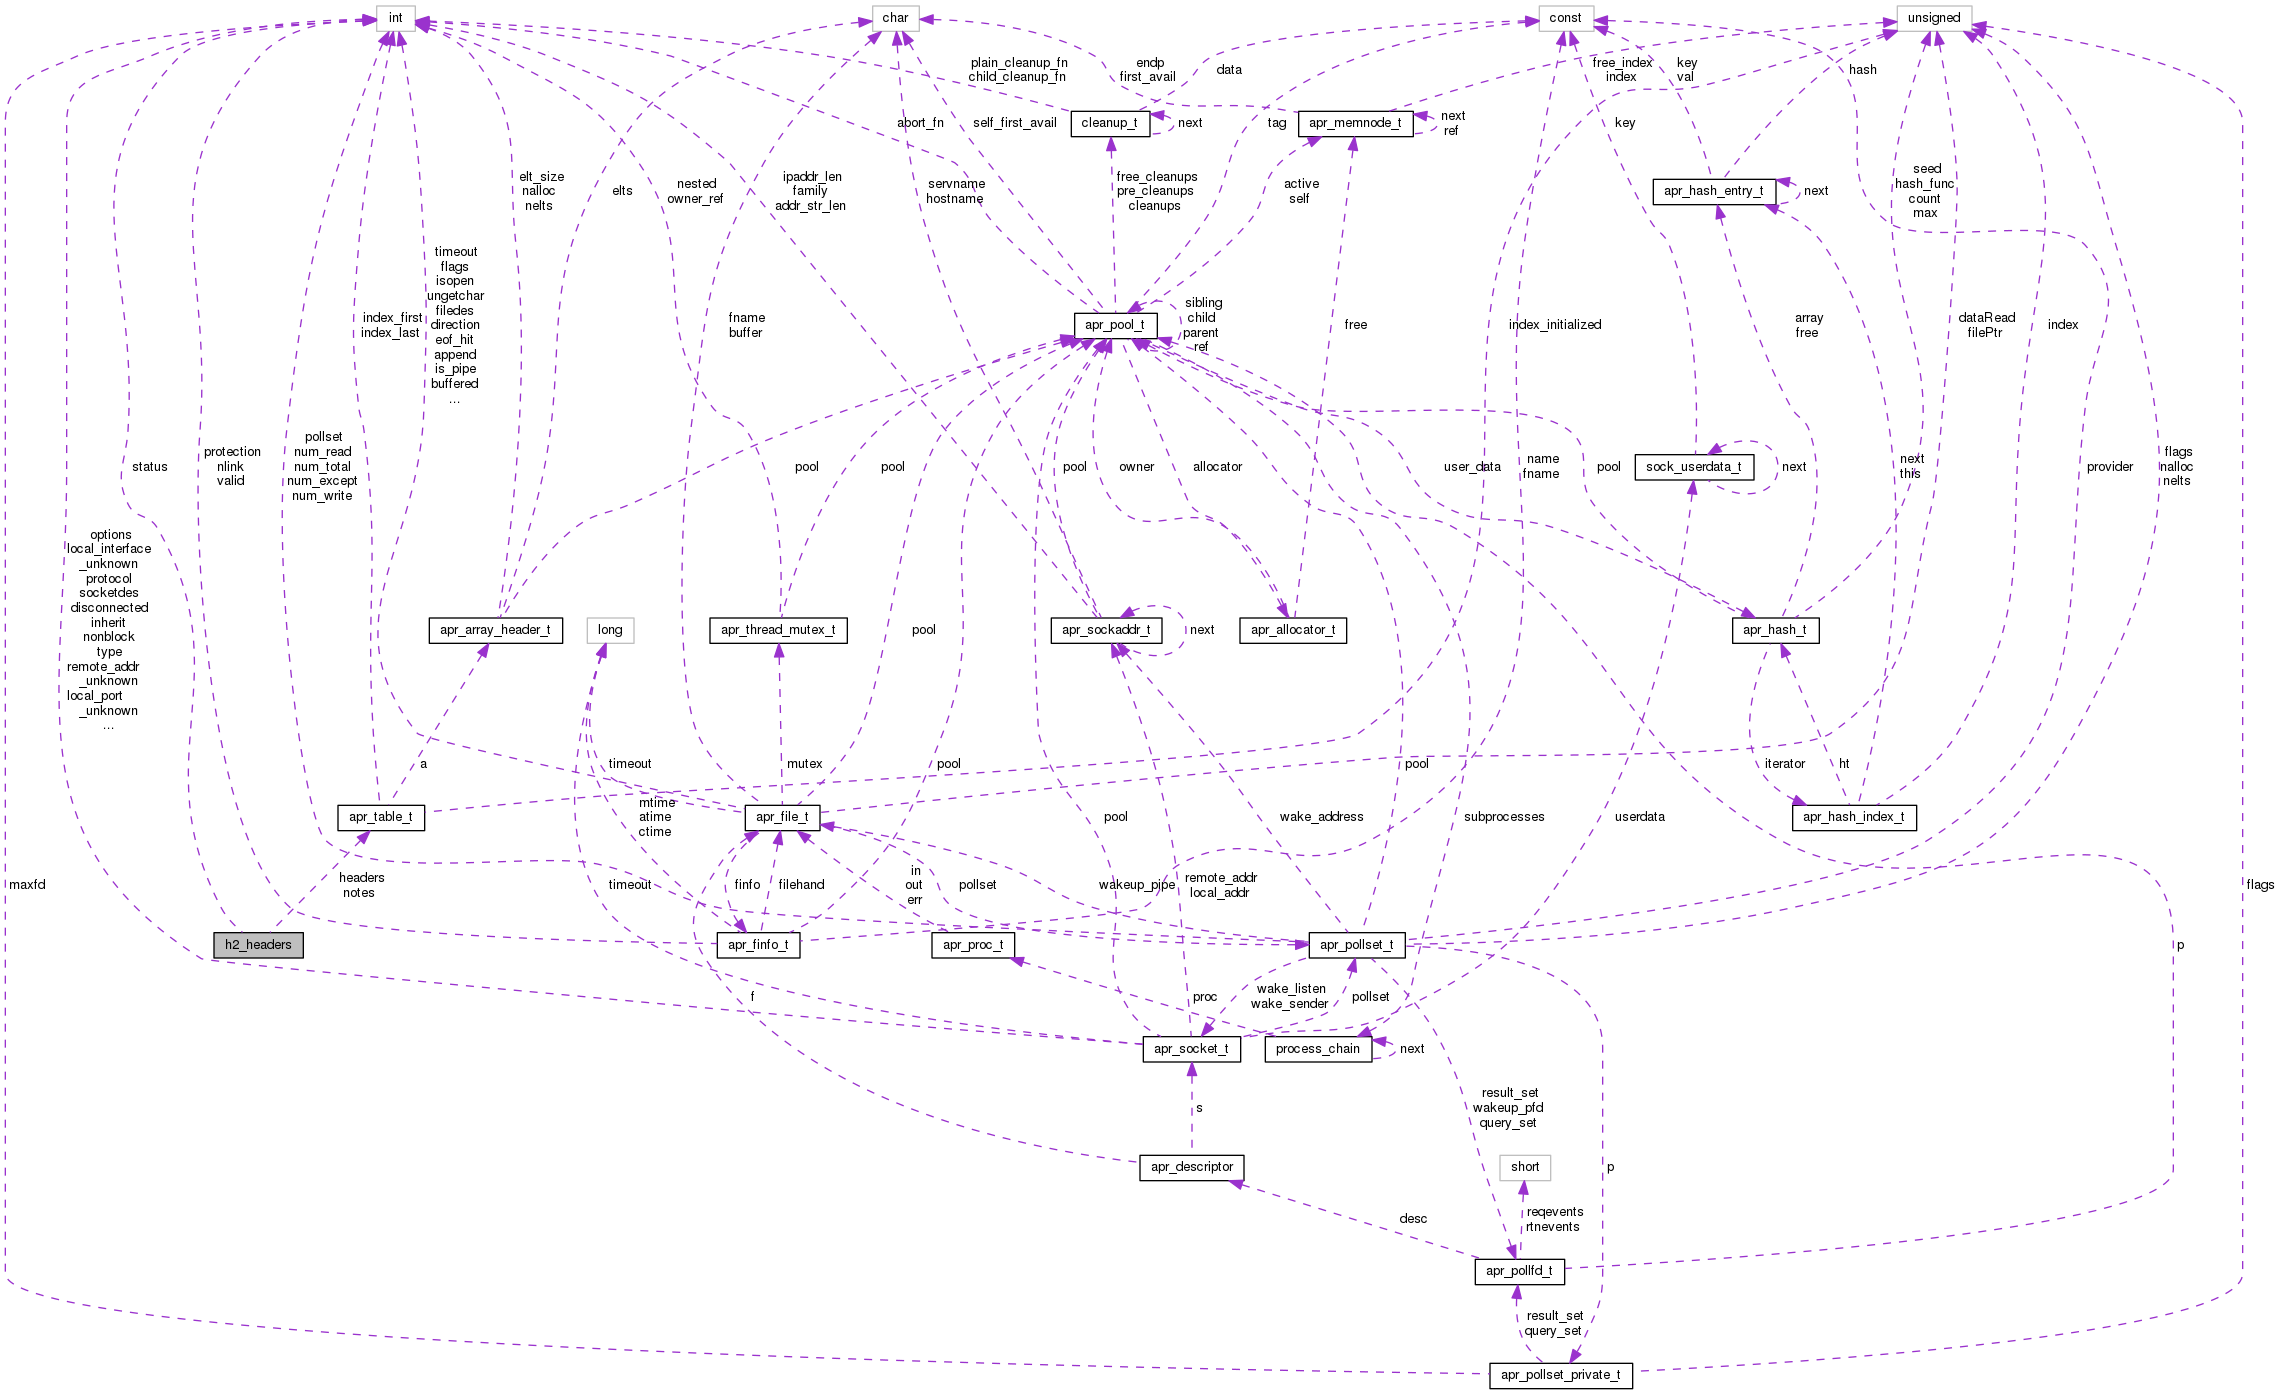 int
char
const
unsigned
plain_cleanup_fn
child_cleanup_fn
endp
first_avail
data
free_index
index
key
val
hash
cleanup_t
next
apr_memnode_t
next
ref
abort_fn
self_first_avail
tag
key
elt_size
nalloc
nelts
elts
nested
owner_ref
ipaddr_len
family
addr_str_len
servname
hostname
free_cleanups
pre_cleanups
cleanups
active
self
apr_hash_entry_t
next
seed
hash_func
count
max
timeout
flags
isopen
ungetchar
filedes
direction
eof_hit
append
is_pipe
buffered
...
index_first
index_last
fname
buffer
apr_pool_t
sibling
child
parent
ref
free
index_initialized
array
free
dataRead
filePtr
index
pollset
num_read
num_total
num_except
num_write
protection
nlink
valid
status
pool
pool
pool
owner
allocator
user_data
name
fname
pool
sock_userdata_t
next
next
this
provider
flags
nalloc
nelts
options
local_interface
_unknown
protocol
socketdes
disconnected
inherit
nonblock
type
remote_addr
_unknown
local_port
_unknown
...
apr_array_header_t
long
apr_thread_mutex_t
pool
apr_sockaddr_t
next
apr_allocator_t
apr_hash_t
a
timeout
mutex
pool
pool
iterator
ht
mtime
atime
ctime
apr_table_t
apr_file_t
pool
wake_address
subprocesses
userdata
apr_hash_index_t
maxfd
headers
notes
timeout
finfo
filehand
in
out
err
pollset
wakeup_pipe
remote_addr
local_addr
flags
h2_headers
apr_finfo_t
apr_proc_t
apr_pollset_t
p
f
proc
wake_listen
wake_sender
pollset
apr_socket_t
process_chain
next
s
result_set
wakeup_pfd
query_set
apr_descriptor
short
p
desc
reqevents
rtnevents
apr_pollfd_t
result_set
query_set
apr_pollset_private_t